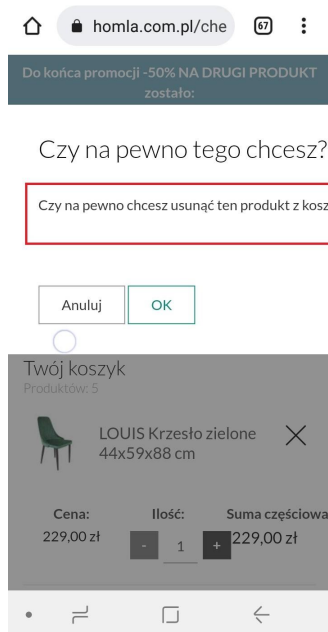 homla.com.pl/che
67
Do końca promocji -50% NA DRUGI PRODUKT
zostało:
Czy na pewno tego chcesz?
Czy na pewno chcesz usunąć ten produkt z kosz
Anuluj
OK
Twój koszyk
Produktów: 5
LOUIS Krzesło zielone
44x59x88 cm
Cena:
Ilość:
Suma częściowa
229,00 zł
- 1 +
229,00 zł